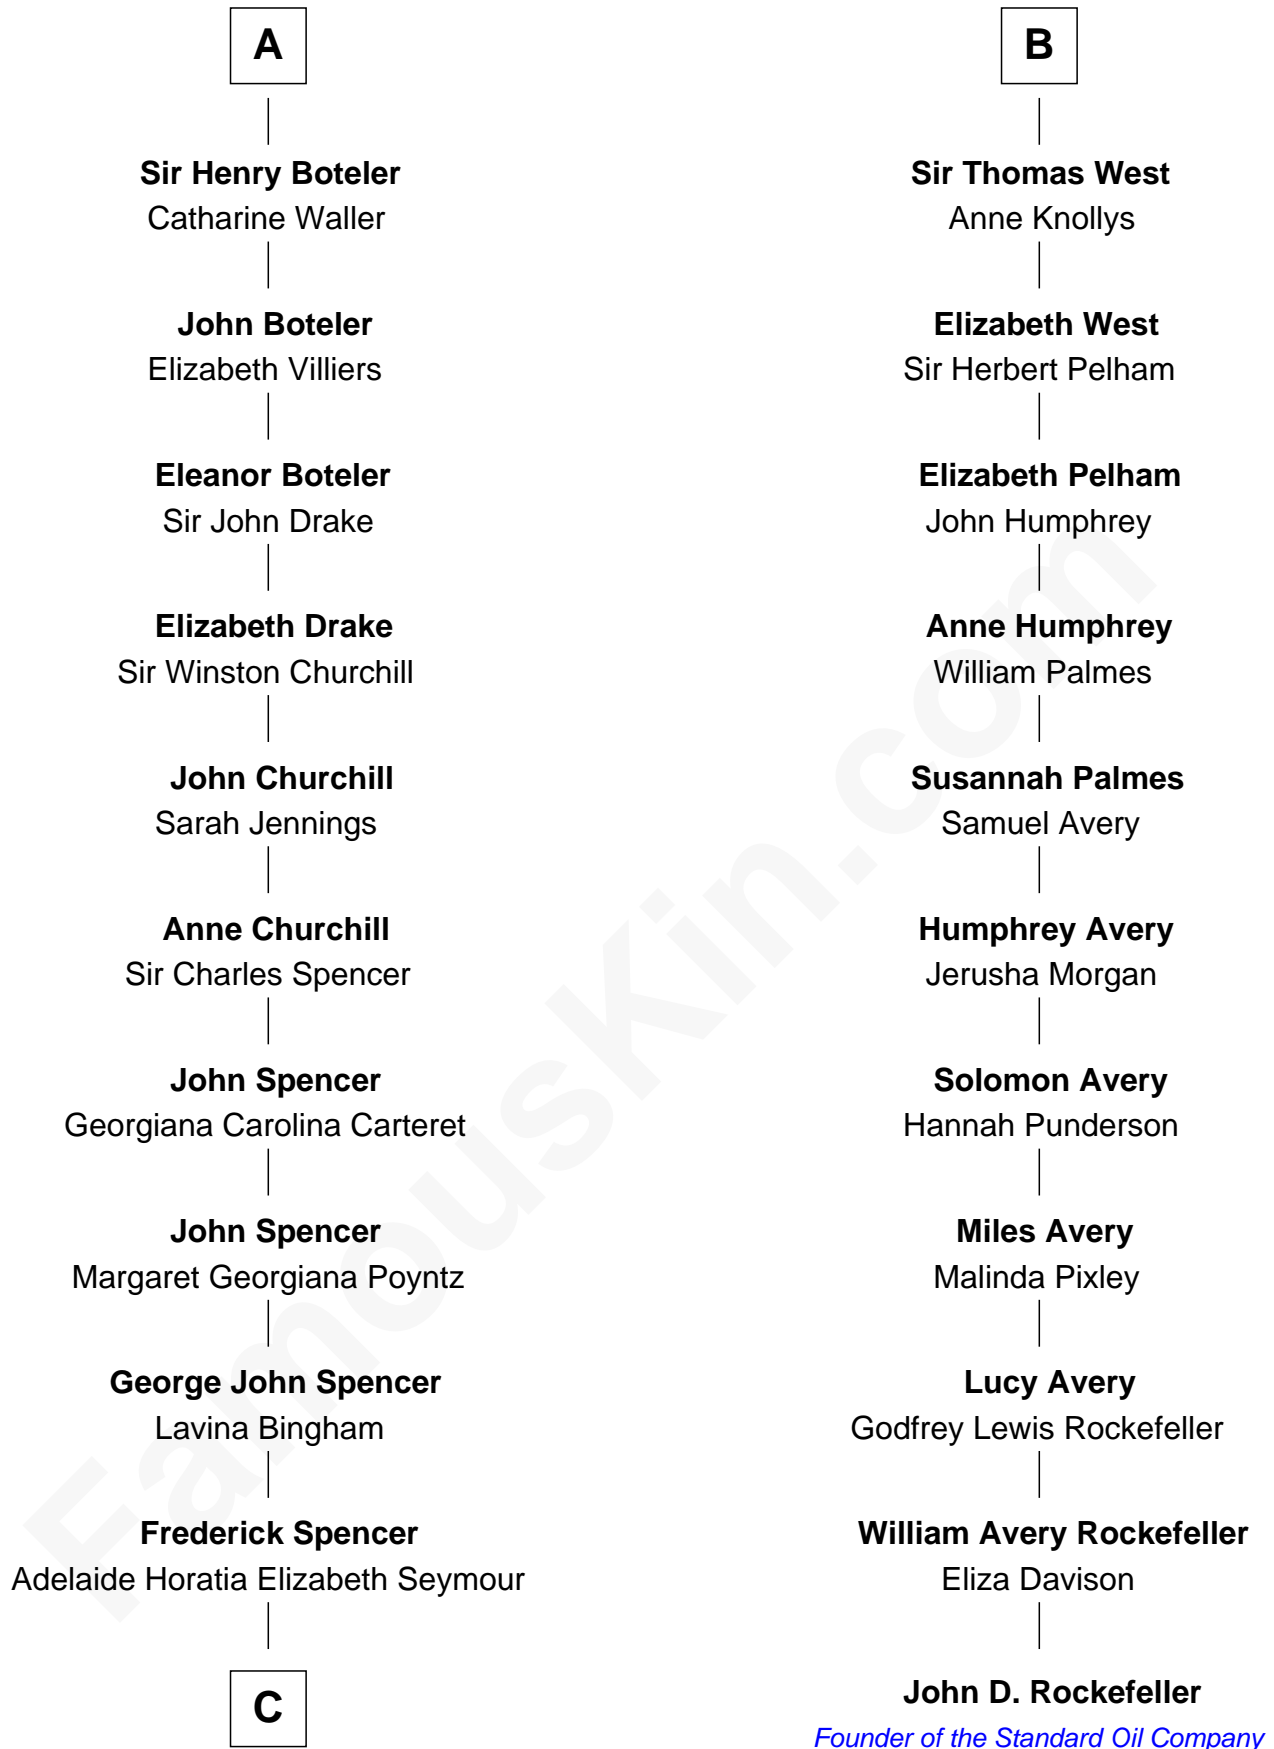 A
Sir Henry Boteler
Catharine Waller
John Boteler
Elizabeth Villiers
Eleanor Boteler
Sir John Drake
Elizabeth Drake
Sir Winston Churchill
John Churchill
Sarah Jennings
Anne Churchill
Sir Charles Spencer
John Spencer
Georgiana Carolina Carteret
John Spencer
Margaret Georgiana Poyntz
George John Spencer
Lavina Bingham
Frederick Spencer
Adelaide Horatia Elizabeth Seymour
C
B
Sir Thomas West
Anne Knollys
Elizabeth West
Sir Herbert Pelham
Elizabeth Pelham
John Humphrey
Anne Humphrey
William Palmes
Susannah Palmes
Samuel Avery
Humphrey Avery
Jerusha Morgan
Solomon Avery
Hannah Punderson
Miles Avery
Malinda Pixley
Lucy Avery
Godfrey Lewis Rockefeller
William Avery Rockefeller
Eliza Davison
John D. Rockefeller
Founder of the Standard Oil Company
FamousKin.com